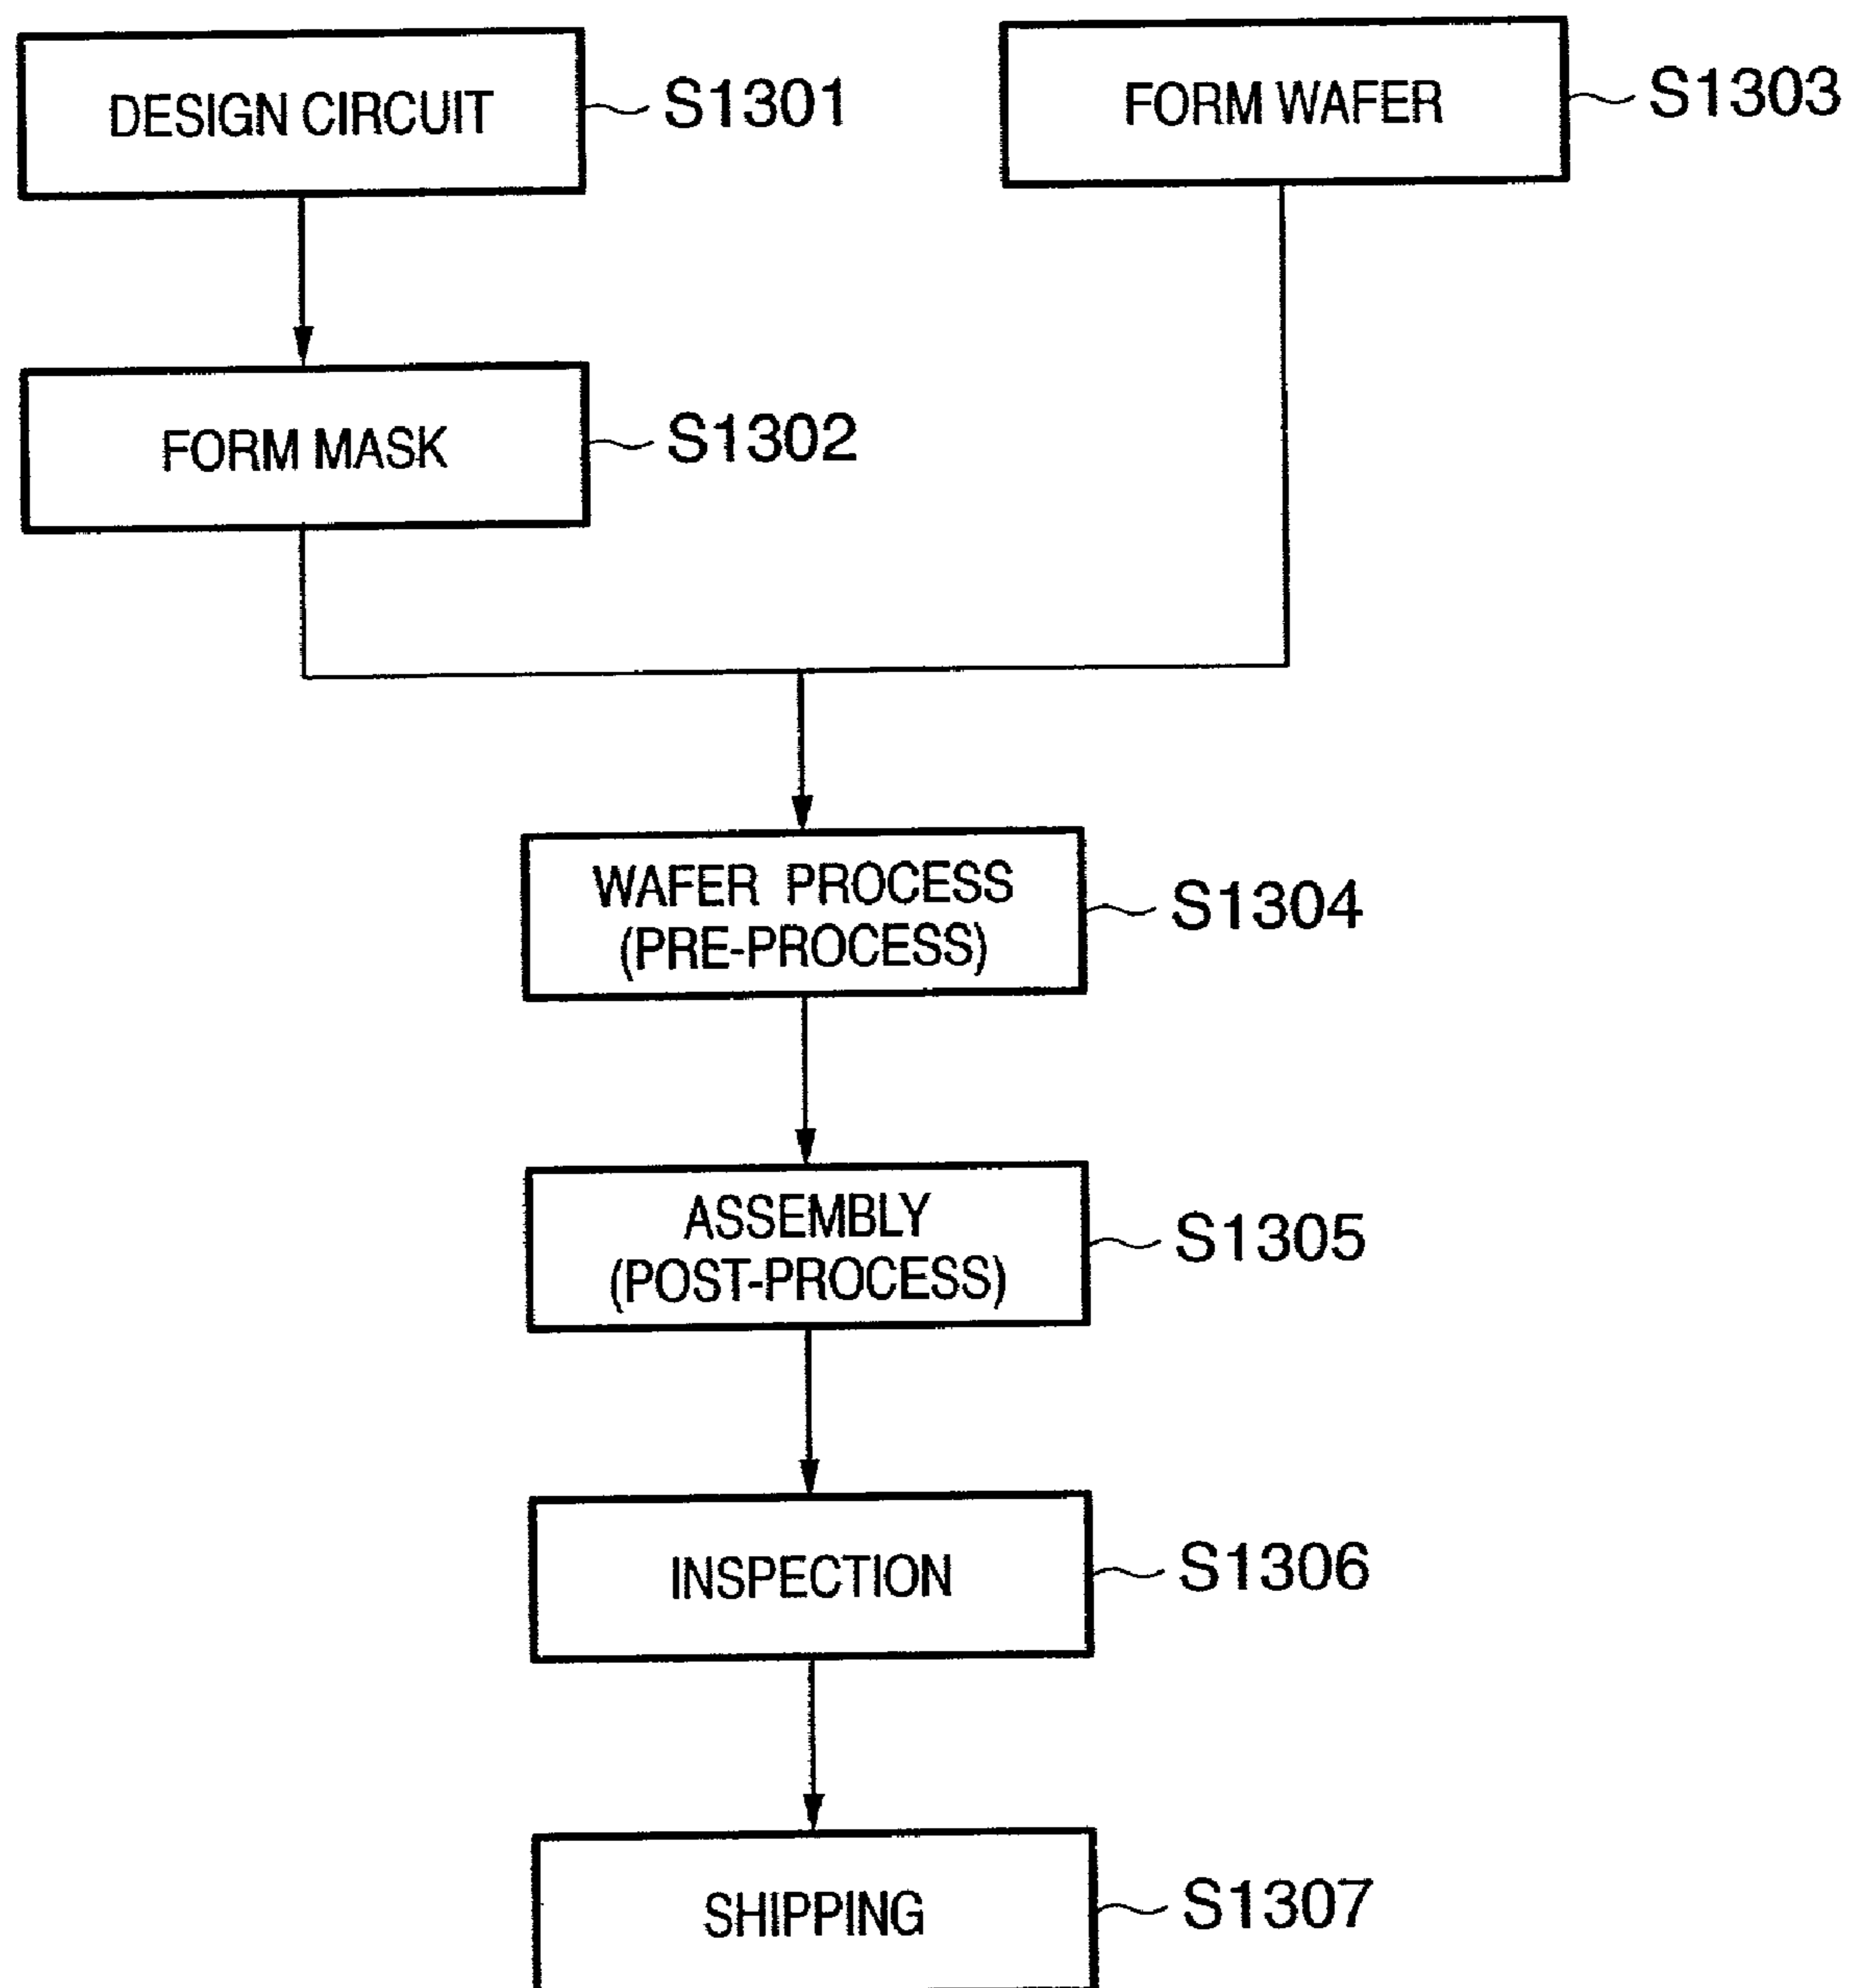 DESIGN CIRCUIT
S1301
FORM WAFER
S1303
FORM MASK
S1302
WAFER PROCESS
(PRE-PROCESS)
S1304
ASSEMBLY
(POST-PROCESS)
S1305
INSPECTION
S1306
SHIPPING
S1307